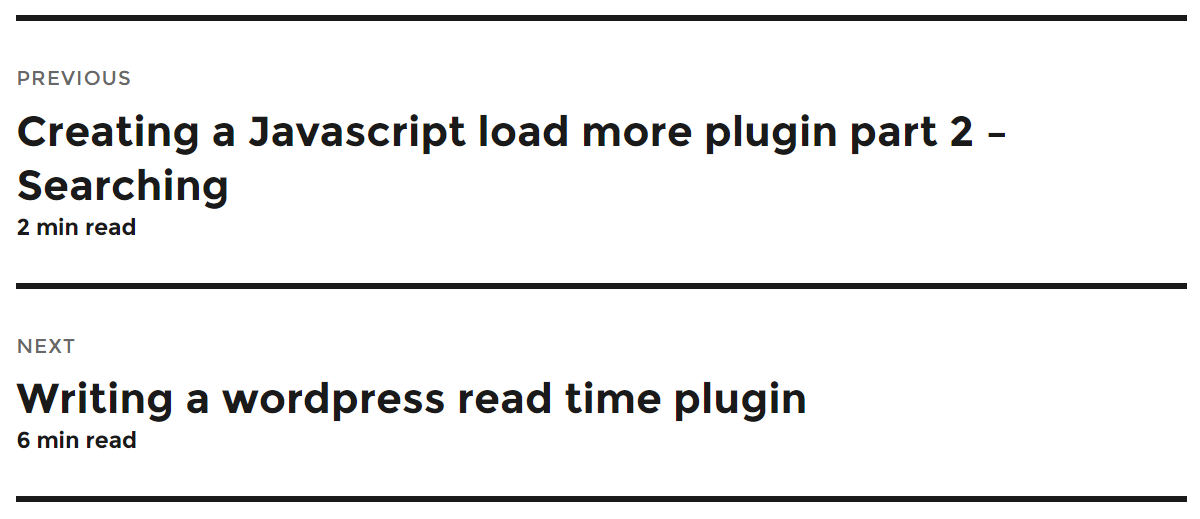 PREVIOUS
Creating a Javascript load more plugin part 2 –
Searching
2 min read
NEXT
Writing a wordpress read time plugin
6 min read